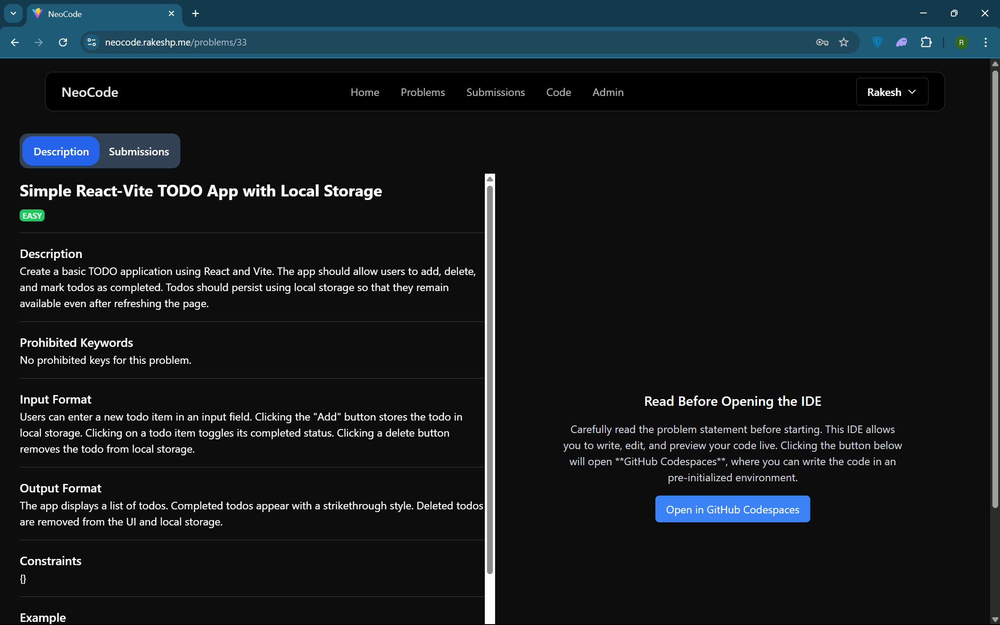 NeoCode
neocode.rakeshp.me/problems/33
R
NeoCode
Home
Problems
Submissions
Code
Admin
Rakesh
Description
Submissions
Simple React-Vite TODO App with Local Storage
EASY
Description
Create a basic TODO application using React and Vite. The app should allow users to add, delete,
and mark todos as completed. Todos should persist using local storage so that they remain
available even after refreshing the page.
Prohibited Keywords
No prohibited keys for this problem.
Input Format
Users can enter a new todo item in an input field. Clicking the "Add" button stores the todo in
local storage. Clicking on a todo item toggles its completed status. Clicking a delete button
removes the todo from local storage.
Output Format
The app displays a list of todos. Completed todos appear with a strikethrough style. Deleted todos
are removed from the UI and local storage.
Constraints
{}
Example
Read Before Opening the IDE
Carefully read the problem statement before starting. This IDE allows
you to write, edit, and preview your code live. Clicking the button below
will open **GitHub Codespaces**, where you can write the code in an
pre-initialized environment.
Open in GitHub Codespaces